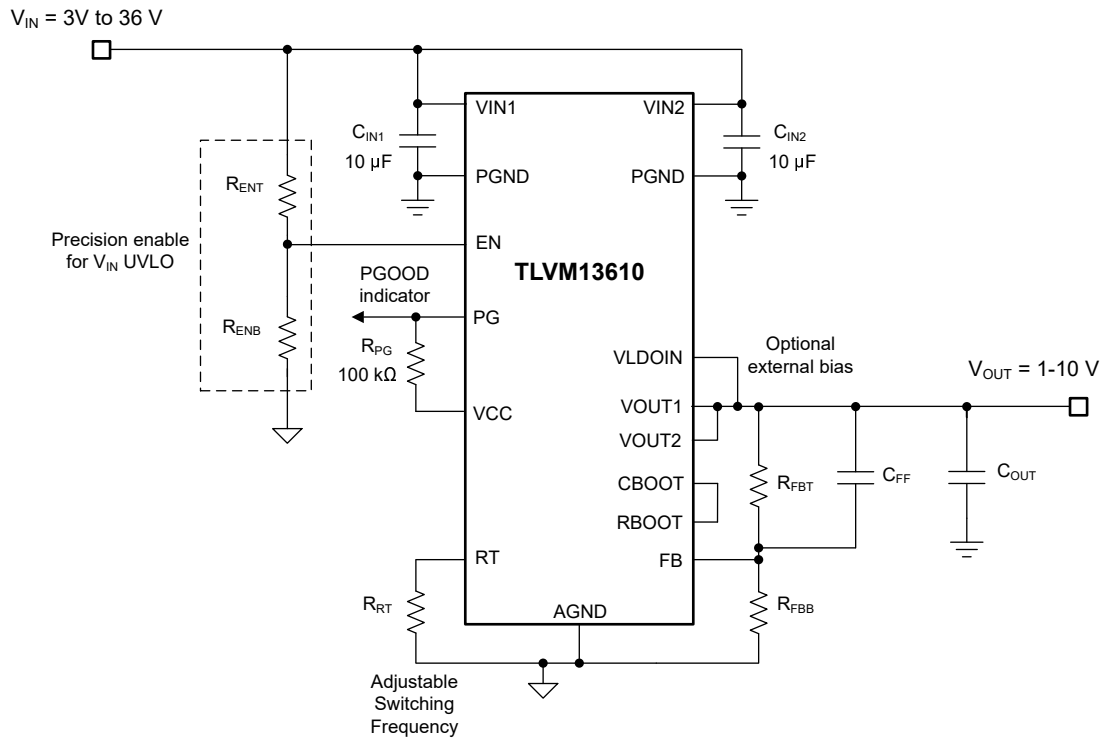 V_IN = 3V to 36 V
VIN1
VIN2
C_IN1
10 µF
C_IN2
10 µF
PGND
PGND
R_ENT
Precision enable
for V_IN UVLO
EN
TLVM13610
PGOOD
indicator
PG
R_ENB
R_PG
100 kΩ
VLDOIN
Optional
external bias
V_OUT = 1-10 V
VCC
VOUT1
VOUT2
CBOOT
RBOOT
R_FBT
C_FF
C_OUT
RT
FB
R_RT
AGND
R_FBB
Adjustable
Switching
Frequency